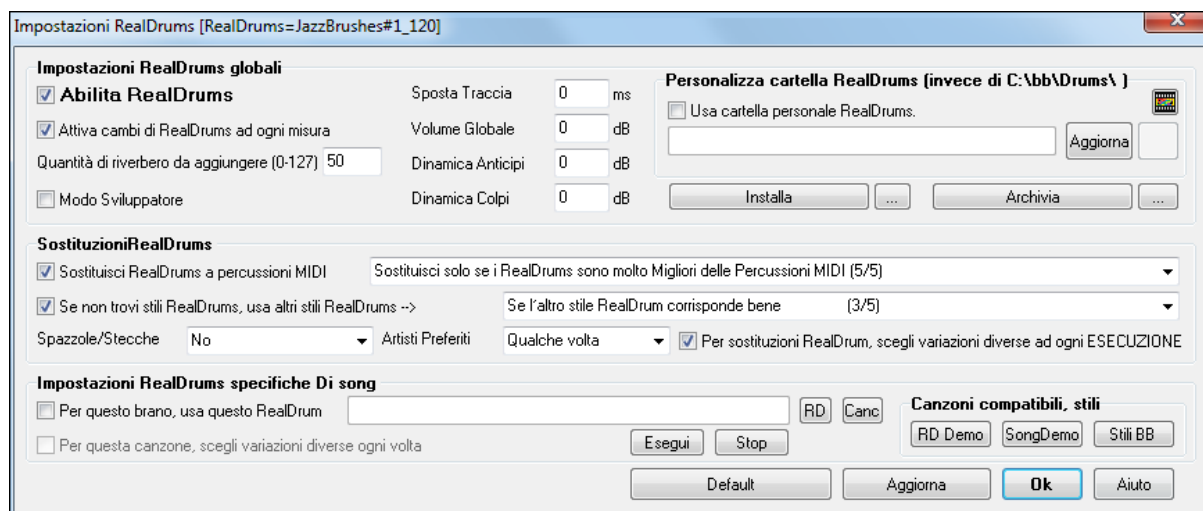 Impostazioni RealDrums [RealDrums=JazzBrushes#1_120]
Impostazioni RealDrums globali
Abilita RealDrums
Attiva cambi di RealDrums ad ogni misura
Quantità di riverbero da aggiungere (0-127) 50
Modo Sviluppatore
Sposta Traccia 0 ms
Volume Globale 0 dB
Dinamica Anticipi 0 dB
Dinamica Colpi 0 dB
Personalizza cartella RealDrums (invece di C:\bb\Drums\ )
Usa cartella personale RealDrums.
Aggiorna
Installa ... Archivia ...
SostituzioniRealDrums
Sostituisci RealDrums a percussioni MIDI Sostituisci solo se i RealDrums sono molto Migliori delle Percussioni MIDI (5/5)
Se non trovi stili RealDrums, usa altri stili RealDrums --> Se l'altro stile RealDrum corrisponde bene (3/5)
Spazzole/Stecche No Artisti Preferiti Qualche volta Per sostituzioni RealDrum, scegli variazioni diverse ad ogni ESECUZIONE
Impostazioni RealDrums specifiche Di song
Per questo brano, usa questo RealDrum RD Canc
Per questa canzone, scegli variazioni diverse ogni volta Esegui Stop
Canzoni compatibili, stili
RD Demo SongDemo Stili BB
Default Aggiorna Ok Aiuto